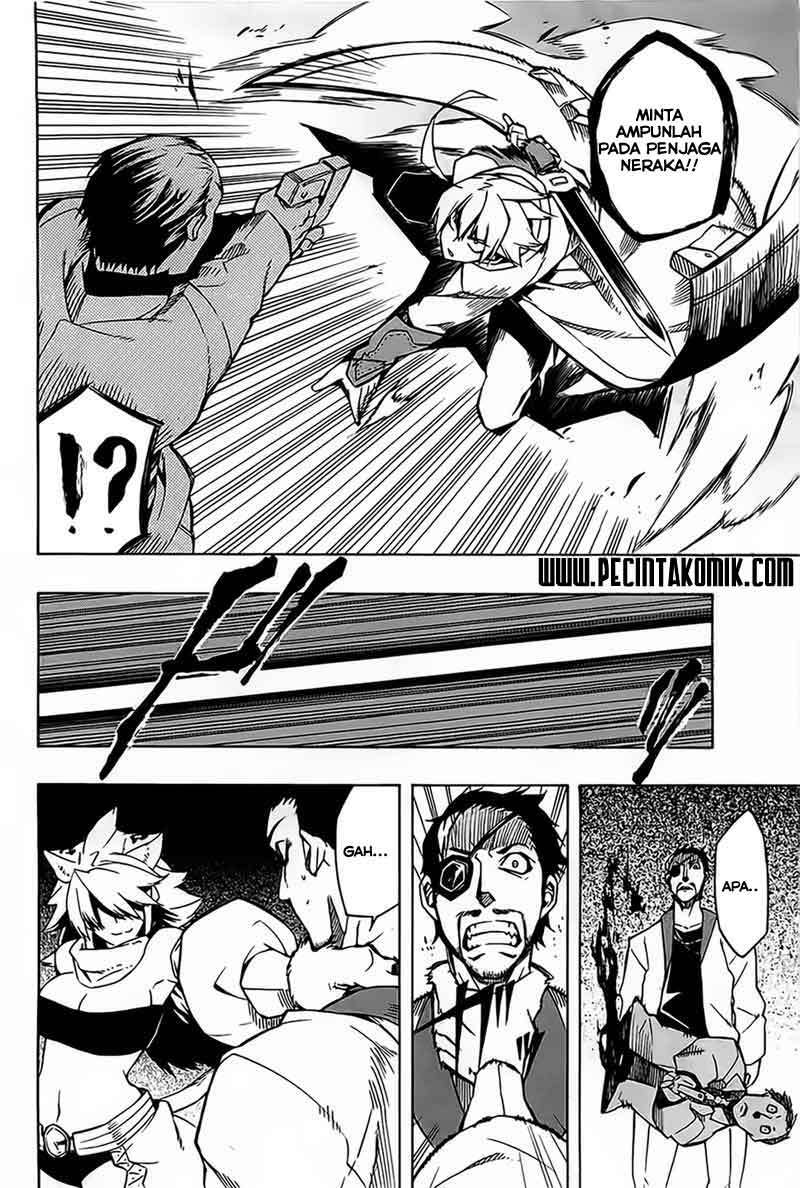 MINTA
AMPUNLAH
PADA PENJAGA
NERAKA!!
!?
WWW.PECINTAKOMIK.COM
APA..
GAH...